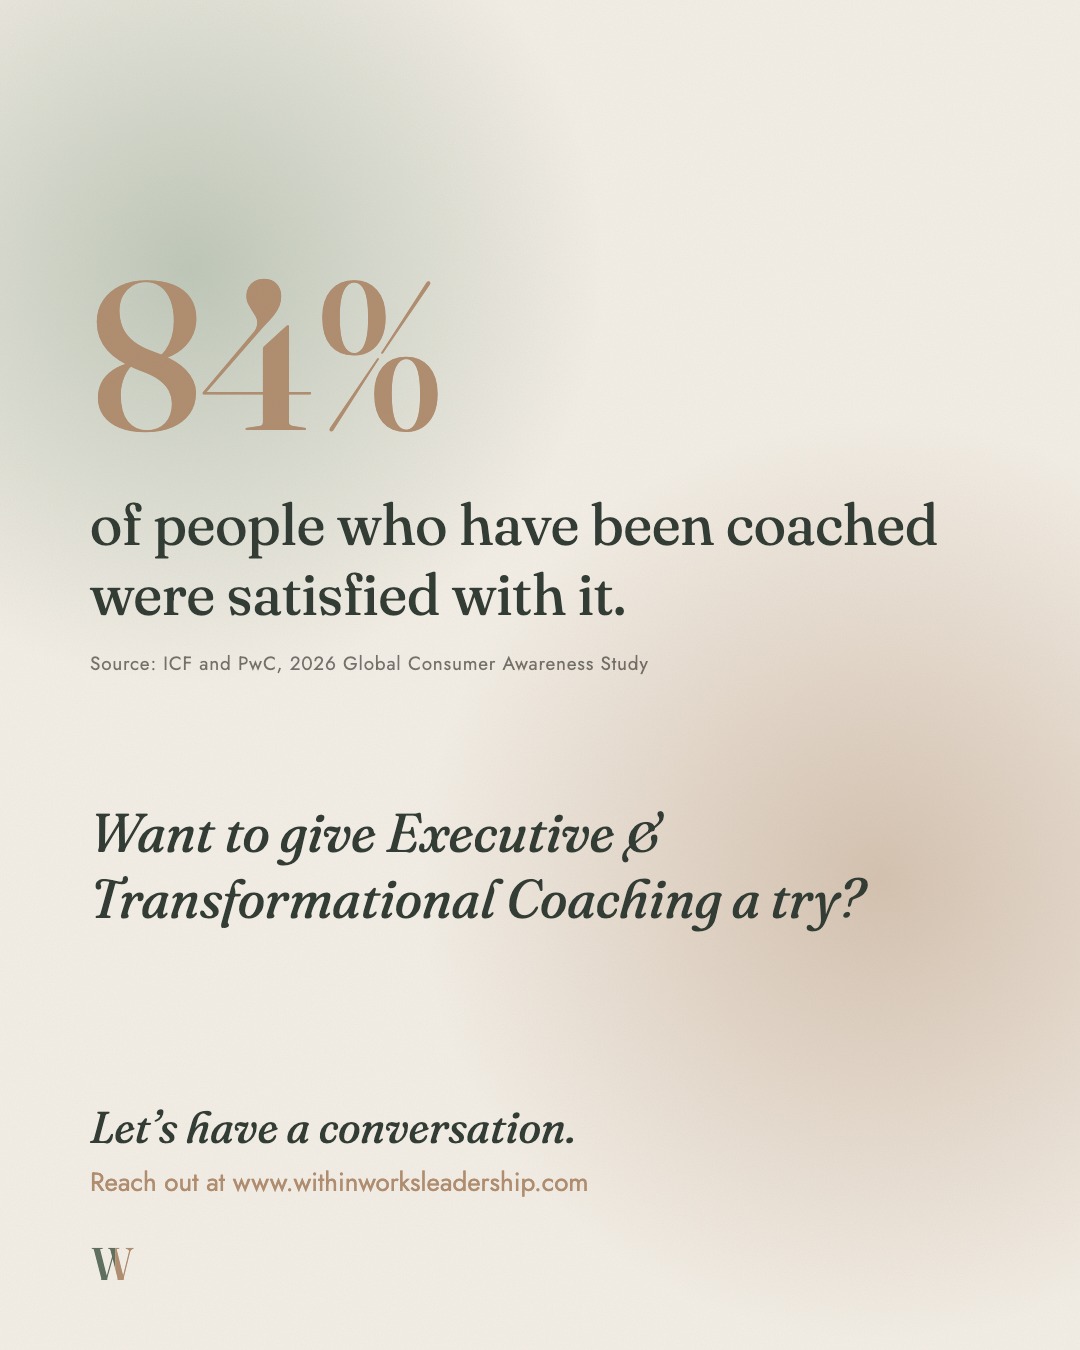 84%
of people who have been coached
were satisfied with it.
Source: ICF and PwC, 2026 Global Consumer Awareness Study
Want to give Executive &
Transformational Coaching a try?
Let’s have a conversation.
Reach out at www.withinworksleadership.com
W